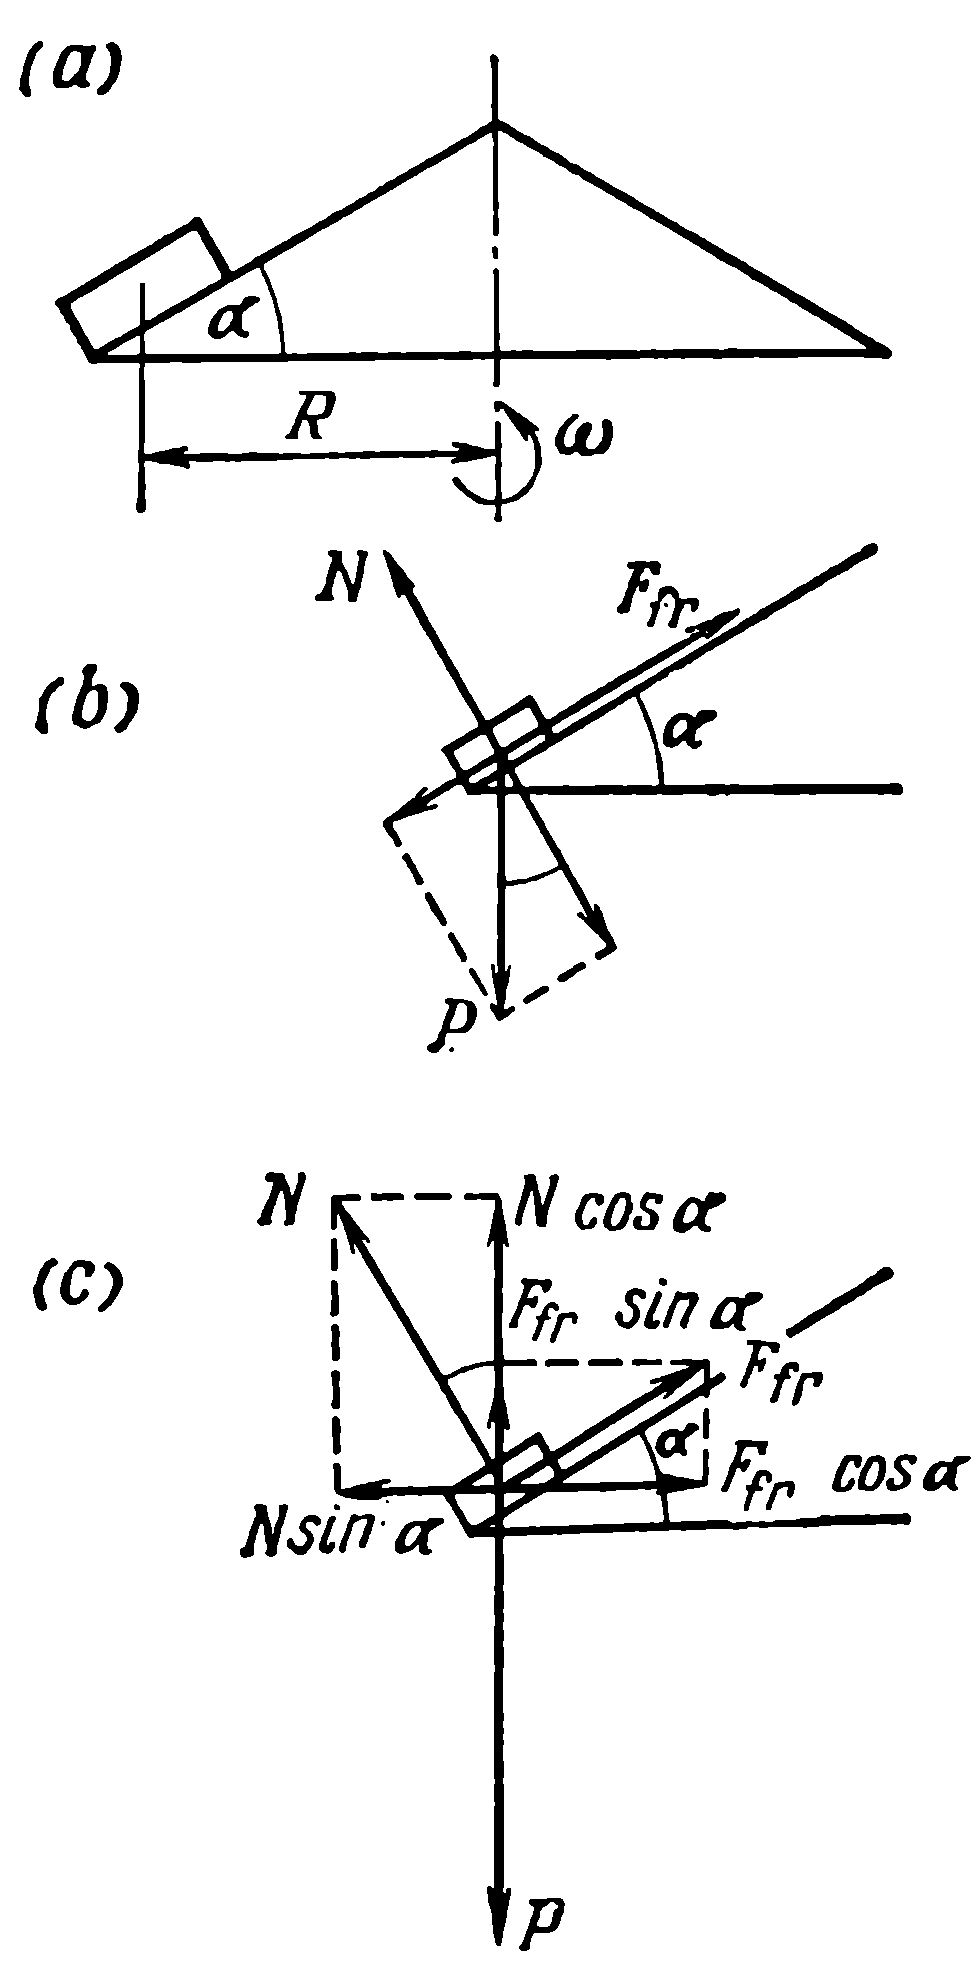 (a)
α
R
ω
N
F_fr
(b)
α
P
N
N cos α
(c)
F_fr sin α
F_fr
α
F_fr cos α
N sin α
P